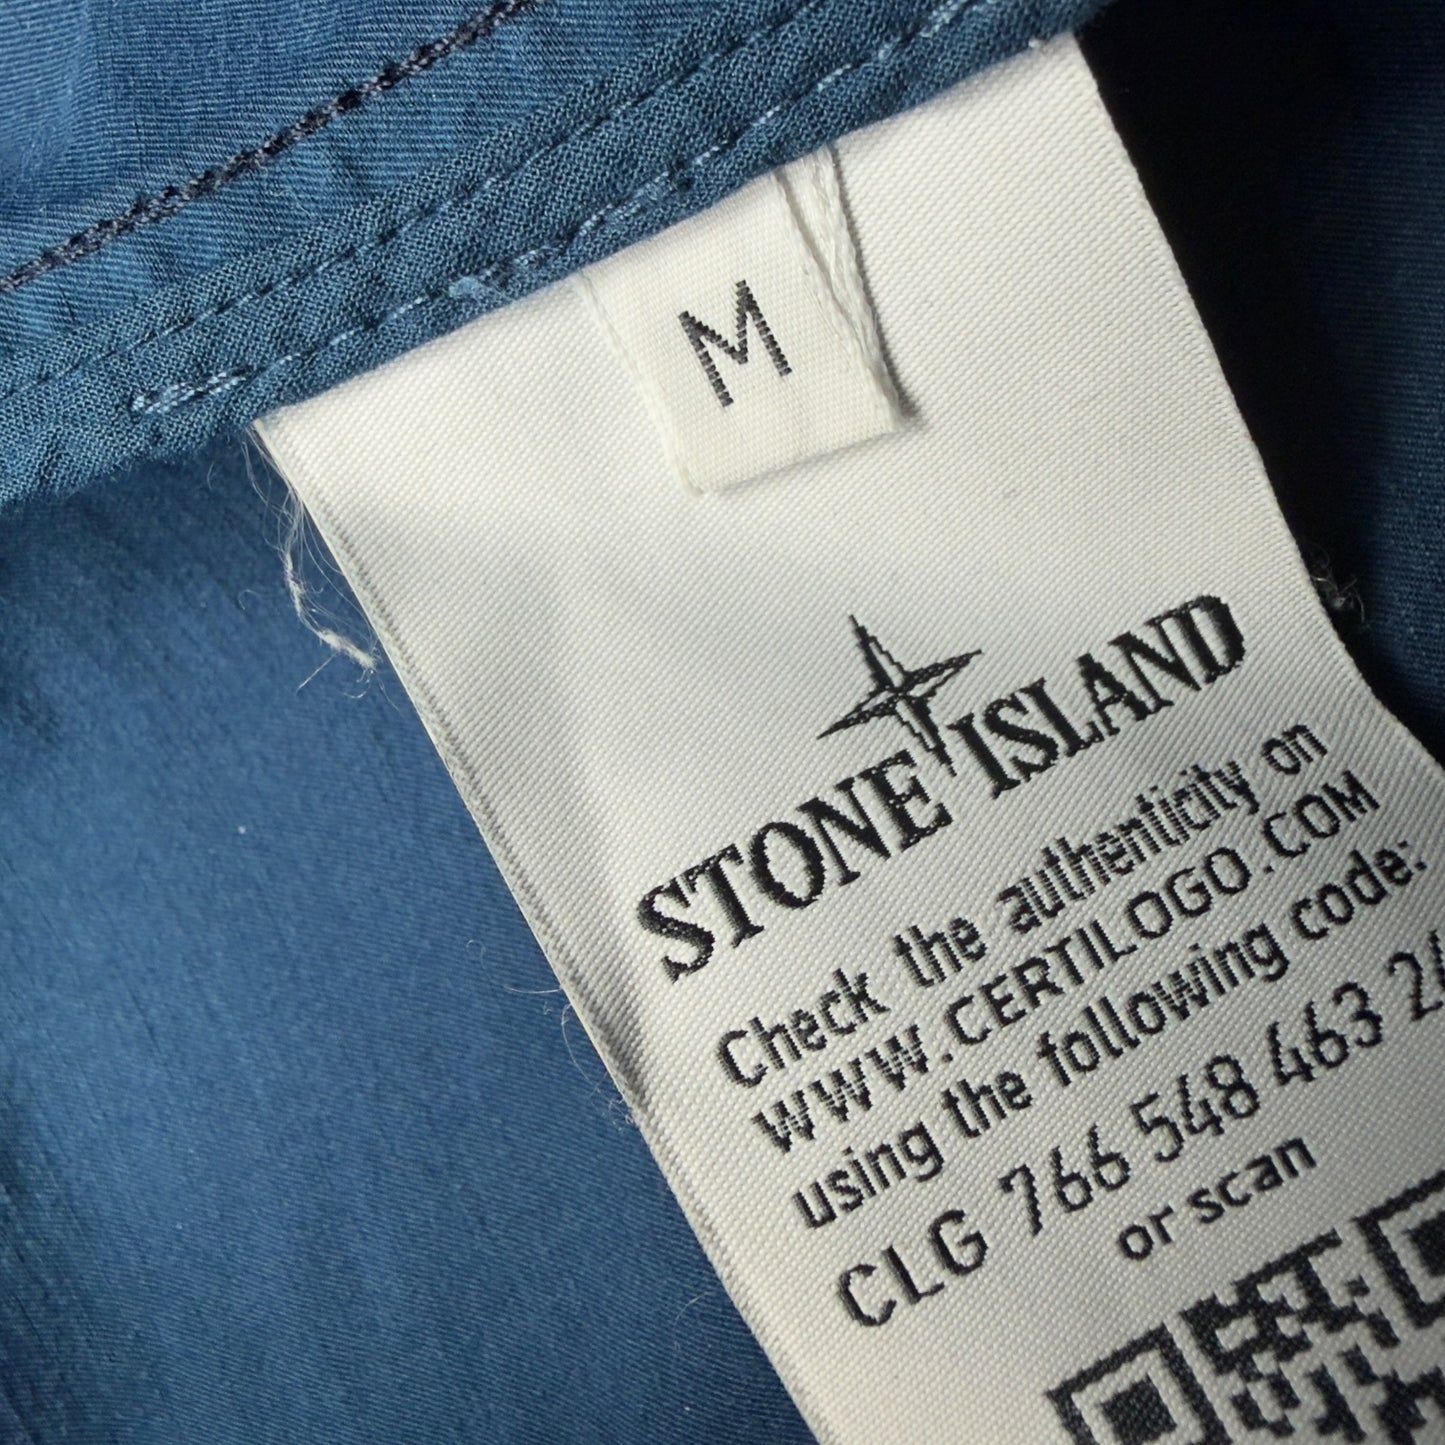 M
STONE ISLAND
Check the authenticity on
WWW.CERTILOGO.COM
using the following code:
CLG 766 548 463 24
or scan